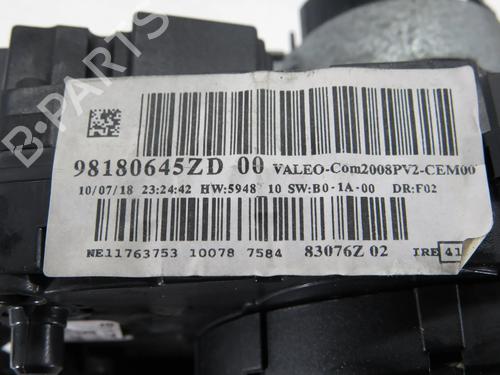 98180645ZD 00 VALEO-Com2008PV2-CEM00
10/07/18 23:24:42 HW:5948 10 SW:B0-1A-00 DR:F02
NE11763753 10078 7584 83076Z 02 IRE 41
B-PARTS